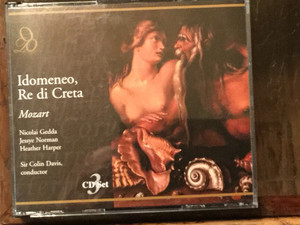 Idomeneo,
Re di Creta
Mozart
Nicolai Gedda
Jessye Norman
Heather Harper
Sir Colin Davis,
conductor
3
CD Set